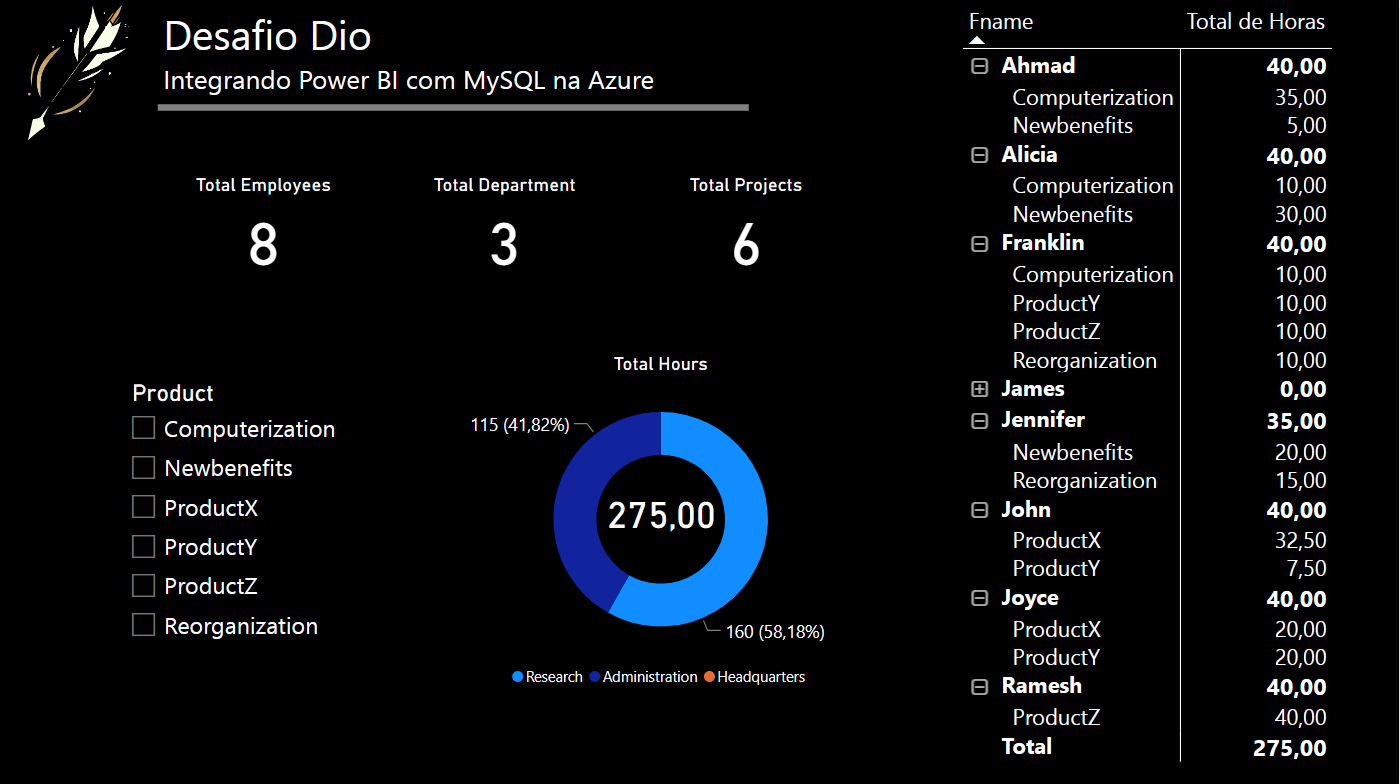 Desafio Dio
Integrando Power BI com MySQL na Azure
Total Employees
8
Total Department
3
Total Projects
6
Product
Computerization
Newbenefits
ProductX
ProductY
ProductZ
Reorganization
Total Hours
115 (41,82%)
275,00
160 (58,18%)
Research Administration Headquarters
Fname Total de Horas
Ahmad 40,00
Computerization 35,00
Newbenefits 5,00
Alicia 40,00
Computerization 10,00
Newbenefits 30,00
Franklin 40,00
Computerization 10,00
ProductY 10,00
ProductZ 10,00
Reorganization 10,00
James 0,00
Jennifer 35,00
Newbenefits 20,00
Reorganization 15,00
John 40,00
ProductX 32,50
ProductY 7,50
Joyce 40,00
ProductX 20,00
ProductY 20,00
Ramesh 40,00
ProductZ 40,00
Total 275,00